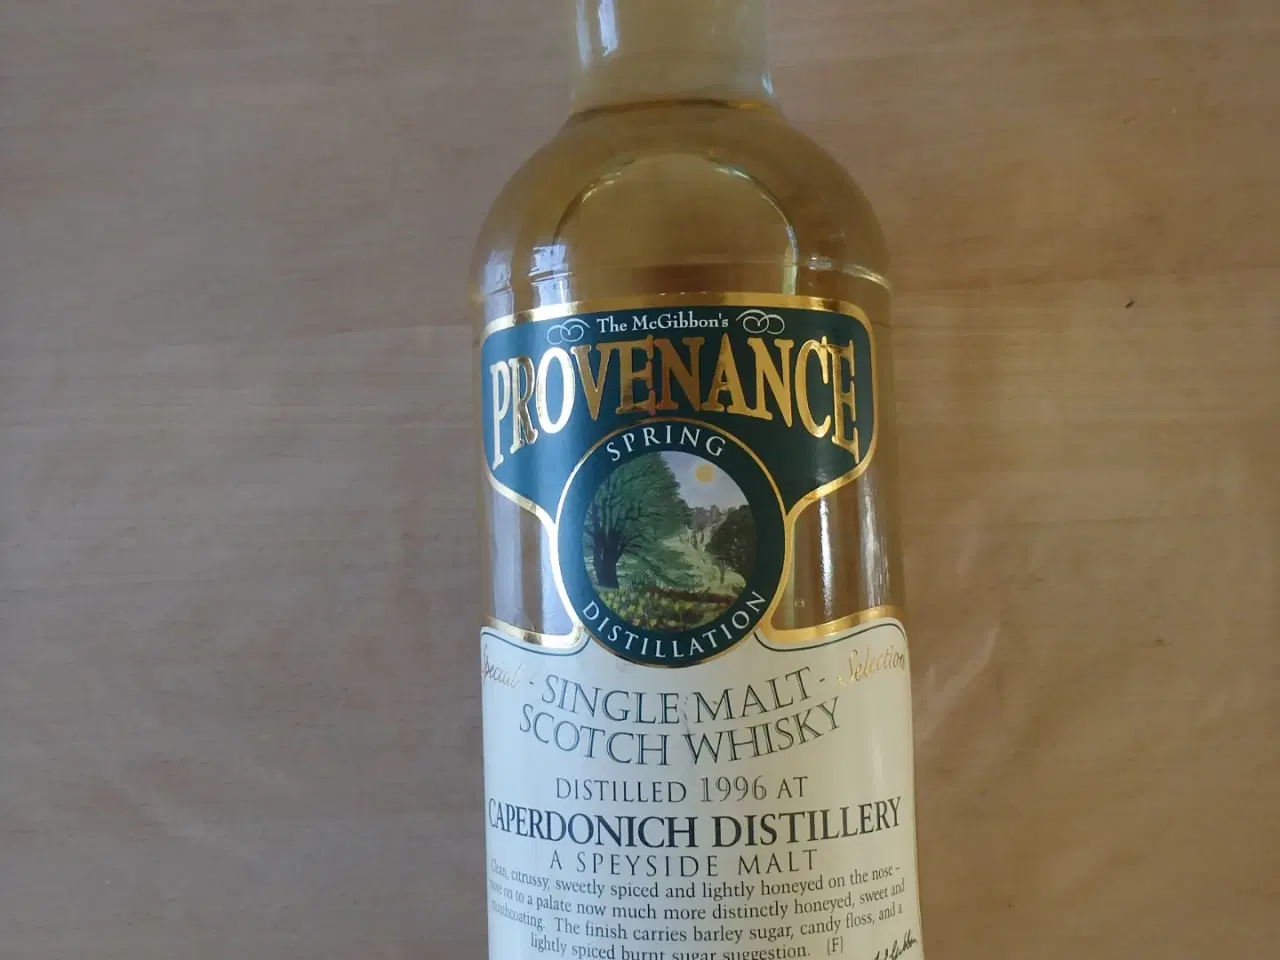 The McGibbon's
PROVENANCE
SPRING
DISTILLATION
Special Selection
- SINGLE MALT -
SCOTCH WHISKY
DISTILLED 1996 AT
CAPERDONICH DISTILLERY
A SPEYSIDE MALT
Clean, citrussy, sweetly spiced and lightly honeyed on the nose –
on to a palate now much more distinctly honeyed, sweet and
mouthcoating. The finish carries barley sugar, candy floss, and a
lightly spiced burnt sugar suggestion. (F)